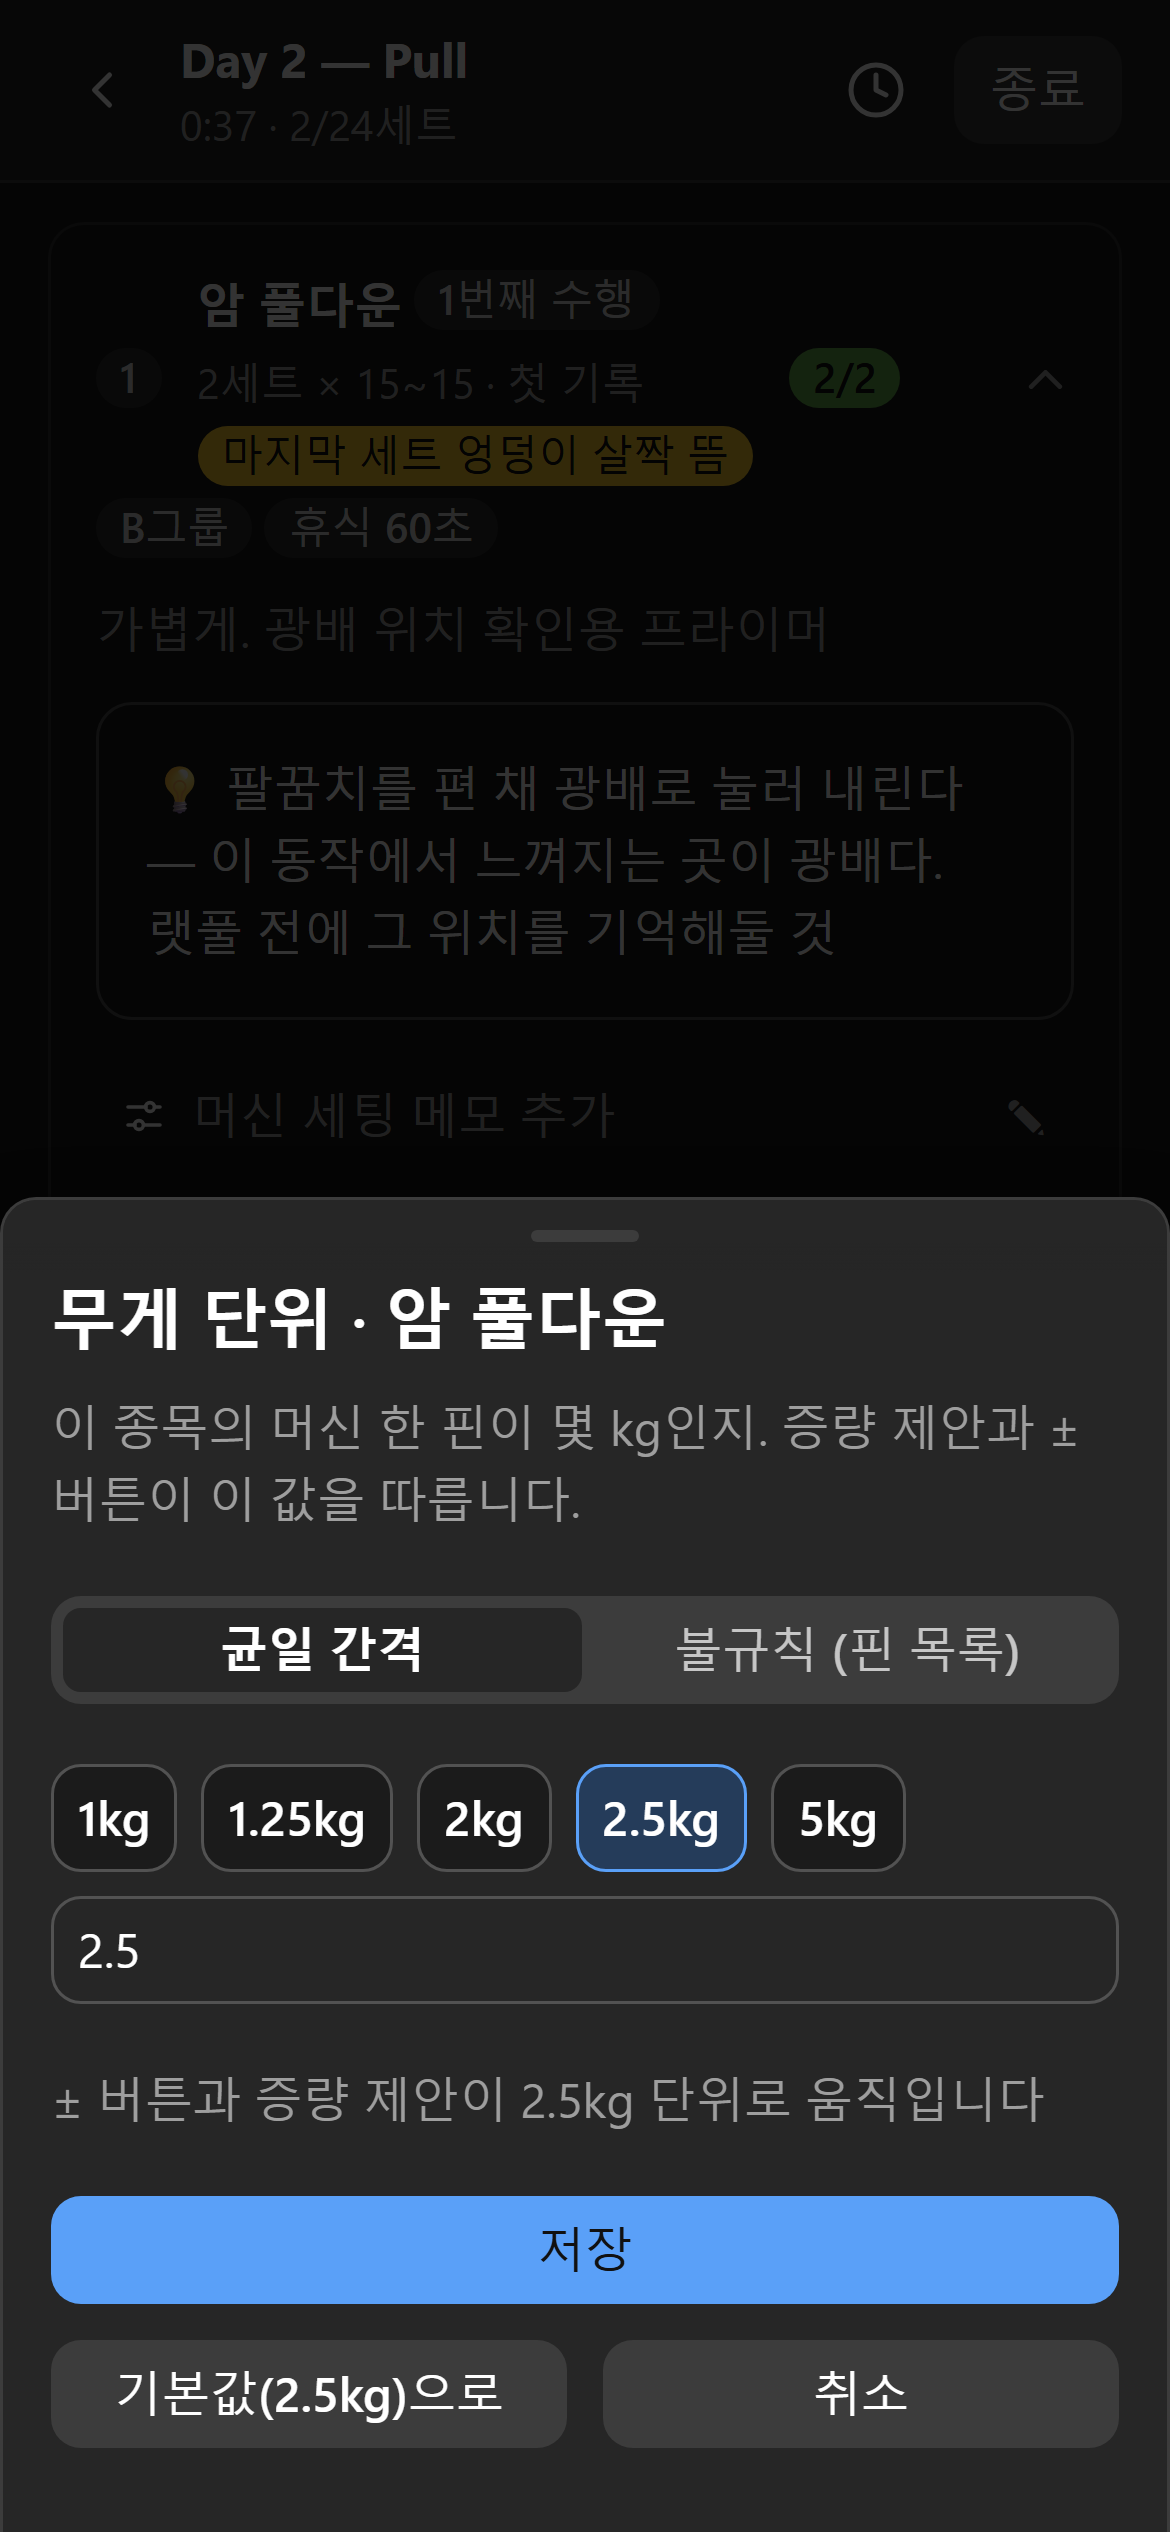 Day 2 — Pull
0:37 · 2/24세트
종료
암 풀다운 1번째 수행
1
2세트 × 15~15 · 첫 기록
2/2
마지막 세트 엉덩이 살짝 뜸
B그룹 휴식 60초
가볍게. 광배 위치 확인용 프라이머
💡 팔꿈치를 편 채 광배로 눌러 내린다
— 이 동작에서 느껴지는 곳이 광배다.
랫풀 전에 그 위치를 기억해둘 것
머신 세팅 메모 추가
무게 단위 · 암 풀다운
이 종목의 머신 한 핀이 몇 kg인지. 증량 제안과 ±
버튼이 이 값을 따릅니다.
균일 간격 불규칙 (핀 목록)
1kg 1.25kg 2kg 2.5kg 5kg
2.5
± 버튼과 증량 제안이 2.5kg 단위로 움직입니다
저장
기본값(2.5kg)으로 취소